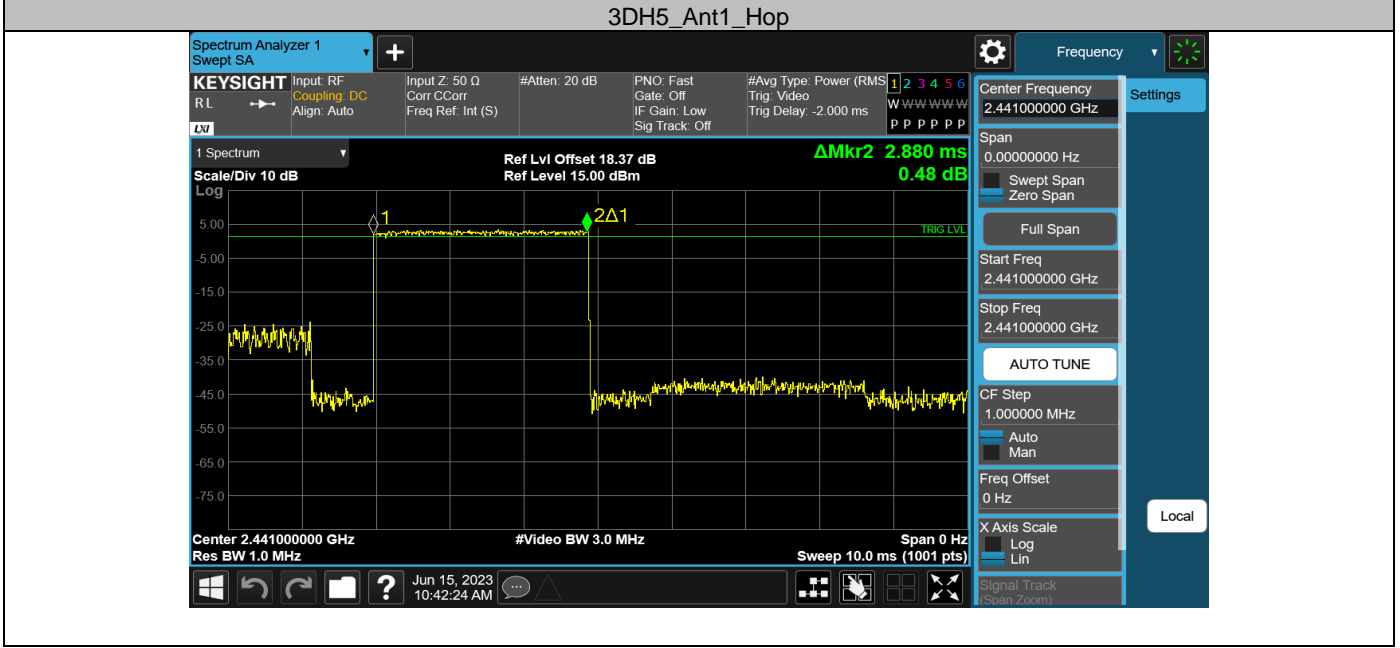 3DH5_Ant1_Hop
Spectrum Analyzer 1
Swept SA
+
Frequency
KEYSIGHT
R L
LXI
Input: RF
Coupling: DC
Align: Auto
Input Z: 50 Ω
Corr CCorr
Freq Ref: Int (S)
#Atten: 20 dB
PNO: Fast
Gate: Off
IF Gain: Low
Sig Track: Off
#Avg Type: Power (RMS
Trig: Video
Trig Delay: -2.000 ms
1 2 3 4 5 6
W W W W W W
P P P P P P
1 Spectrum
Scale/Div 10 dB
Log
Ref Lvl Offset 18.37 dB
Ref Level 15.00 dBm
ΔMkr2 2.880 ms
0.48 dB
1
2Δ1
TRIG LVL
5.00
-5.00
-15.0
-25.0
-35.0
-45.0
-55.0
-65.0
-75.0
Center 2.441000000 GHz
Res BW 1.0 MHz
#Video BW 3.0 MHz
Span 0 Hz
Sweep 10.0 ms (1001 pts)
Jun 15, 2023
10:42:24 AM
?
Center Frequency
2.441000000 GHz
Span
0.00000000 Hz
Swept Span
Zero Span
Full Span
Start Freq
2.441000000 GHz
Stop Freq
2.441000000 GHz
AUTO TUNE
CF Step
1.000000 MHz
Auto
Man
Freq Offset
0 Hz
X Axis Scale
Log
Lin
Signal Track
(Span Zoom)
Settings
Local